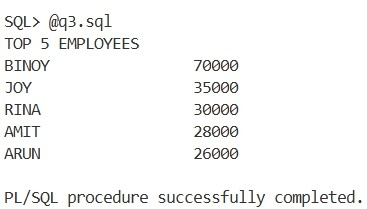 SQL> @q3.sql
TOP 5 EMPLOYEES
BINOY 70000
JOY 35000
RINA 30000
AMIT 28000
ARUN 26000
PL/SQL procedure successfully completed.